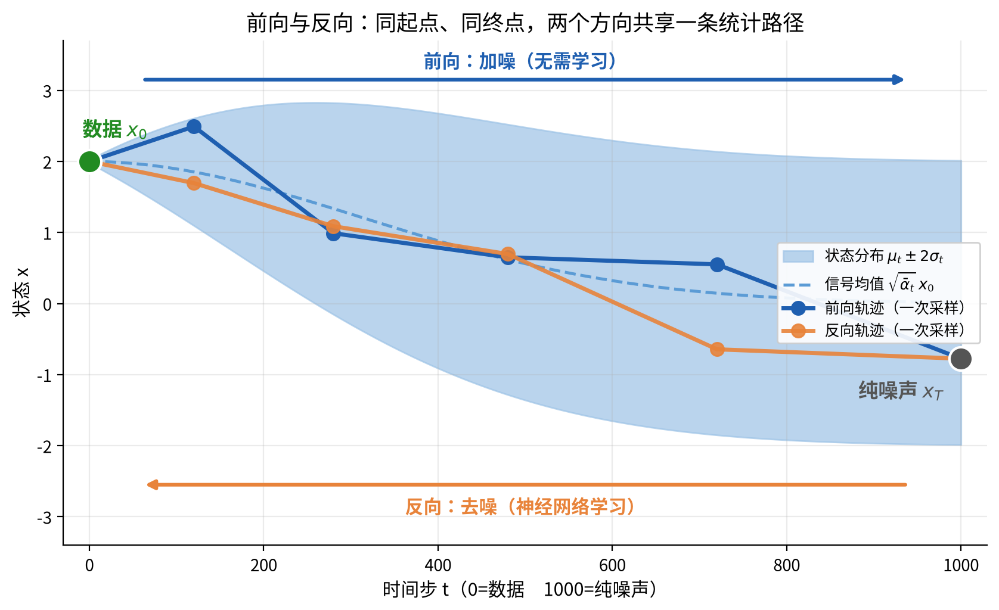 前向与反向：同起点、同终点，两个方向共享一条统计路径
前向：加噪（无需学习）
数据 x₀
状态 x
3
2
1
0
-1
-2
-3
状态分布 μₜ ± 2σₜ
信号均值 √ᾱₜ x₀
前向轨迹（一次采样）
反向轨迹（一次采样）
纯噪声 x_T
反向：去噪（神经网络学习）
0 200 400 600 800 1000
时间步 t（0=数据　1000=纯噪声）